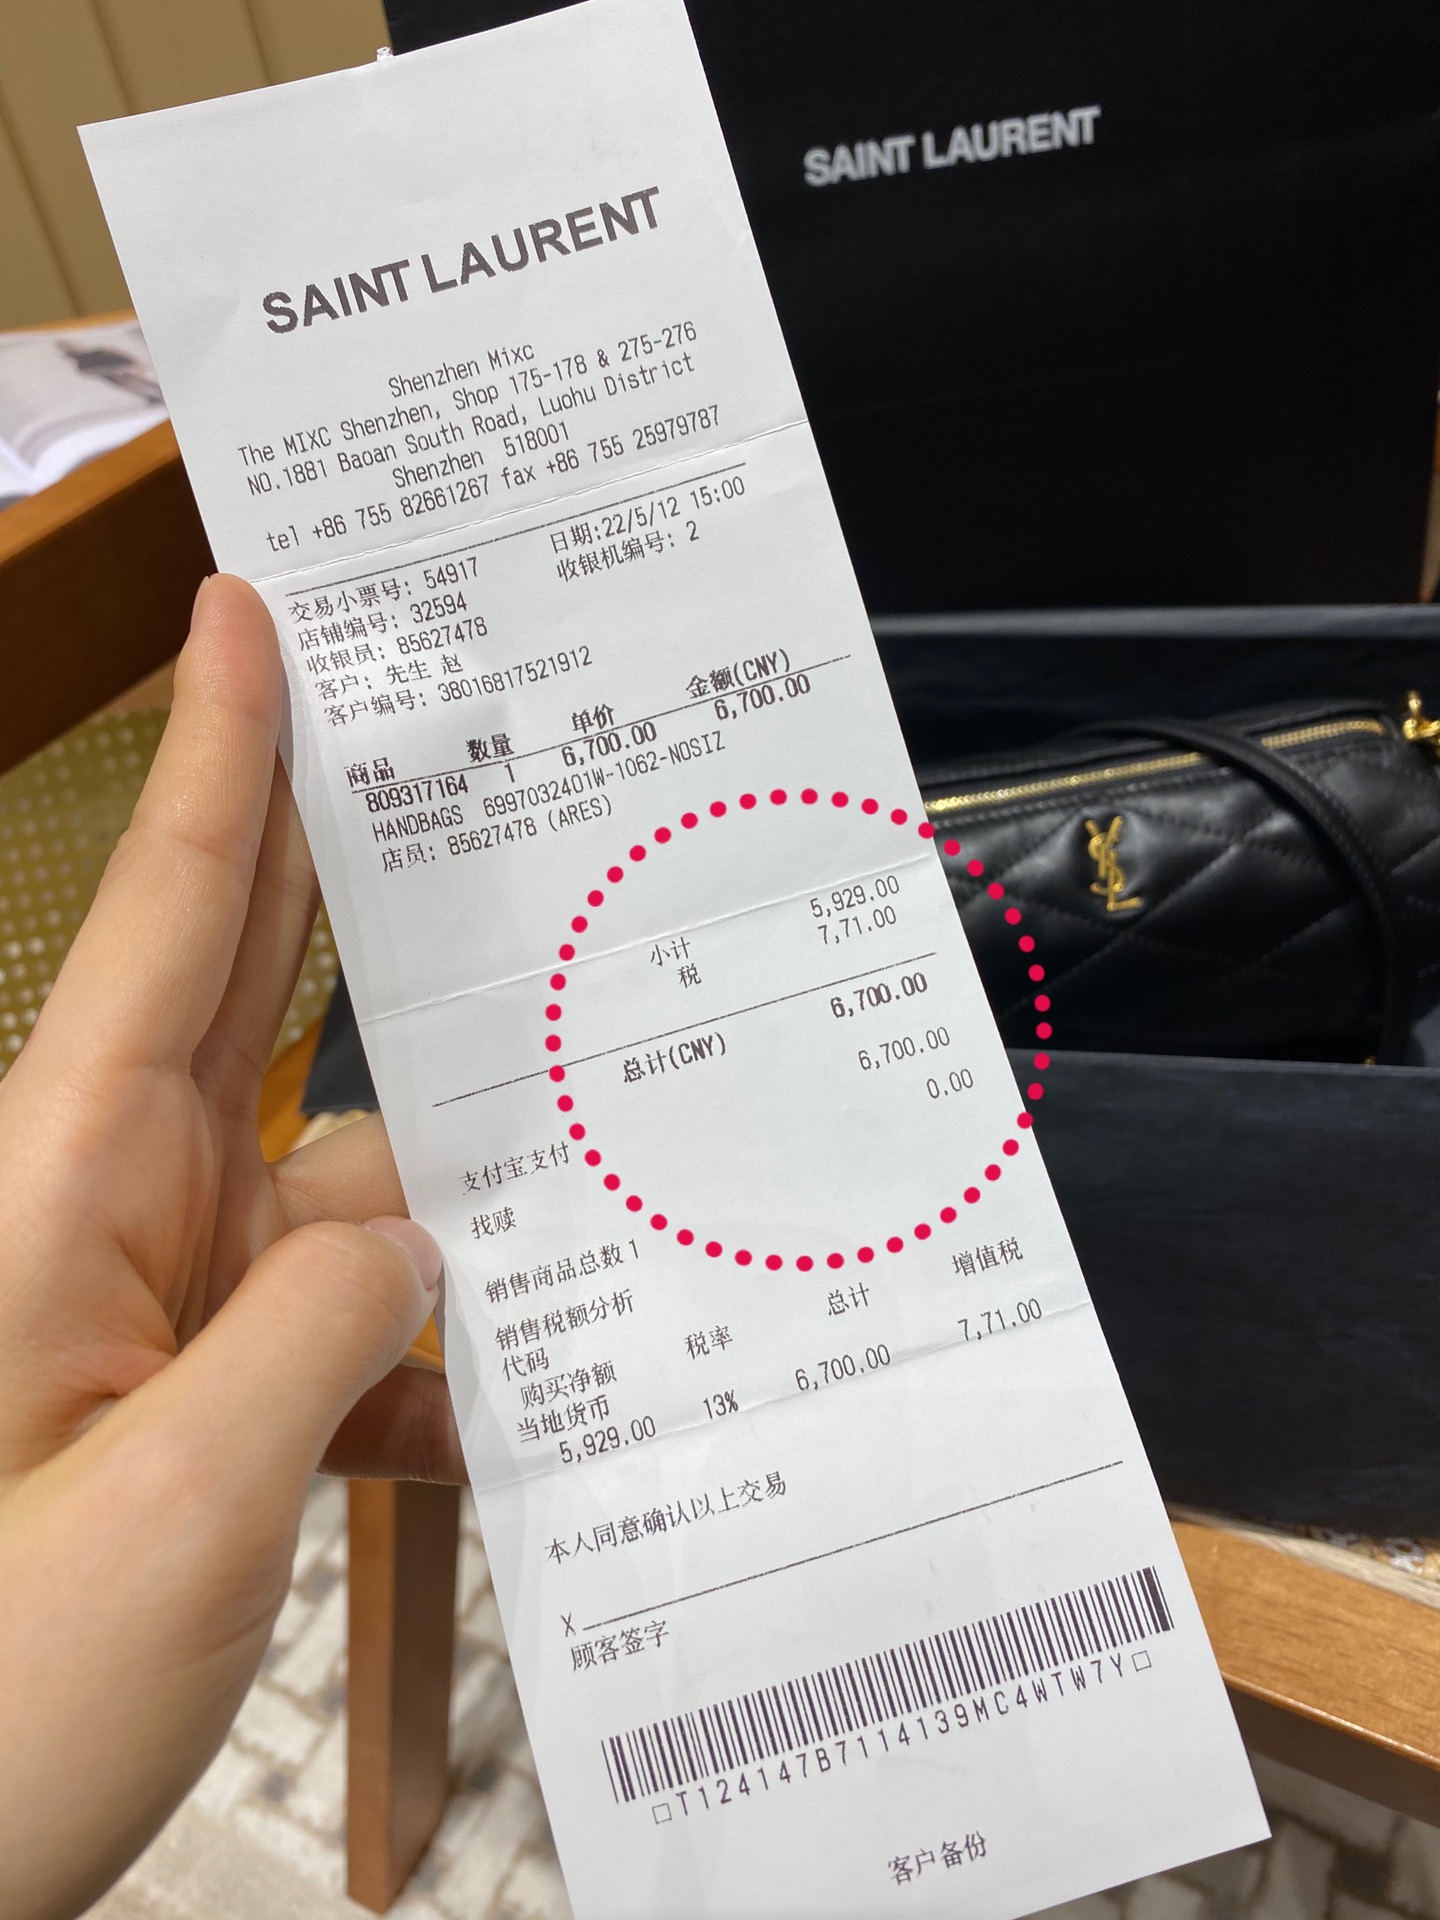 SAINT LAURENT
SAINT LAURENT
Shenzhen Mixc
The MIXC Shenzhen, Shop 175-178 & 275-276
NO.1881 Baoan South Road, Luohu District
Shenzhen 518001
tel +86 755 82661267 fax +86 755 25979787
交易小票号: 54917 日期:22/5/12 15:00
店铺编号: 32594 收银机编号: 2
收银员: 85627478
客户: 先生 赵
客户编号: 38016817521912
商品 数量 单价 金额(CNY)
809317164 1 6,700.00 6,700.00
HANDBAGS 6997032401W-1062-NOSIZ
店员: 85627478 (ARES)
小计 5,929.00
税 7,71.00
总计(CNY) 6,700.00
支付宝支付 6,700.00
找赎 0.00
销售商品总数 1
销售税额分析
代码 税率 总计 增值税
购买净额
当地货币
5,929.00 13% 6,700.00 7,71.00
本人同意确认以上交易
X
顾客签字
□T124147B7114139MC4WTW7Y□
客户备份
YSL